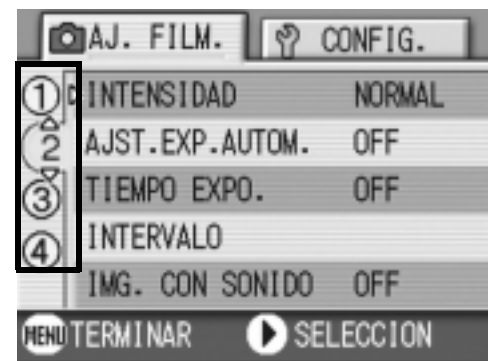 AJ. FILM. CONFIG.
① INTENSIDAD NORMAL
2 AJST.EXP.AUTOM. OFF
③ TIEMPO EXPO. OFF
④ INTERVALO
IMG. CON SONIDO OFF
MENU TERMINAR SELECCION